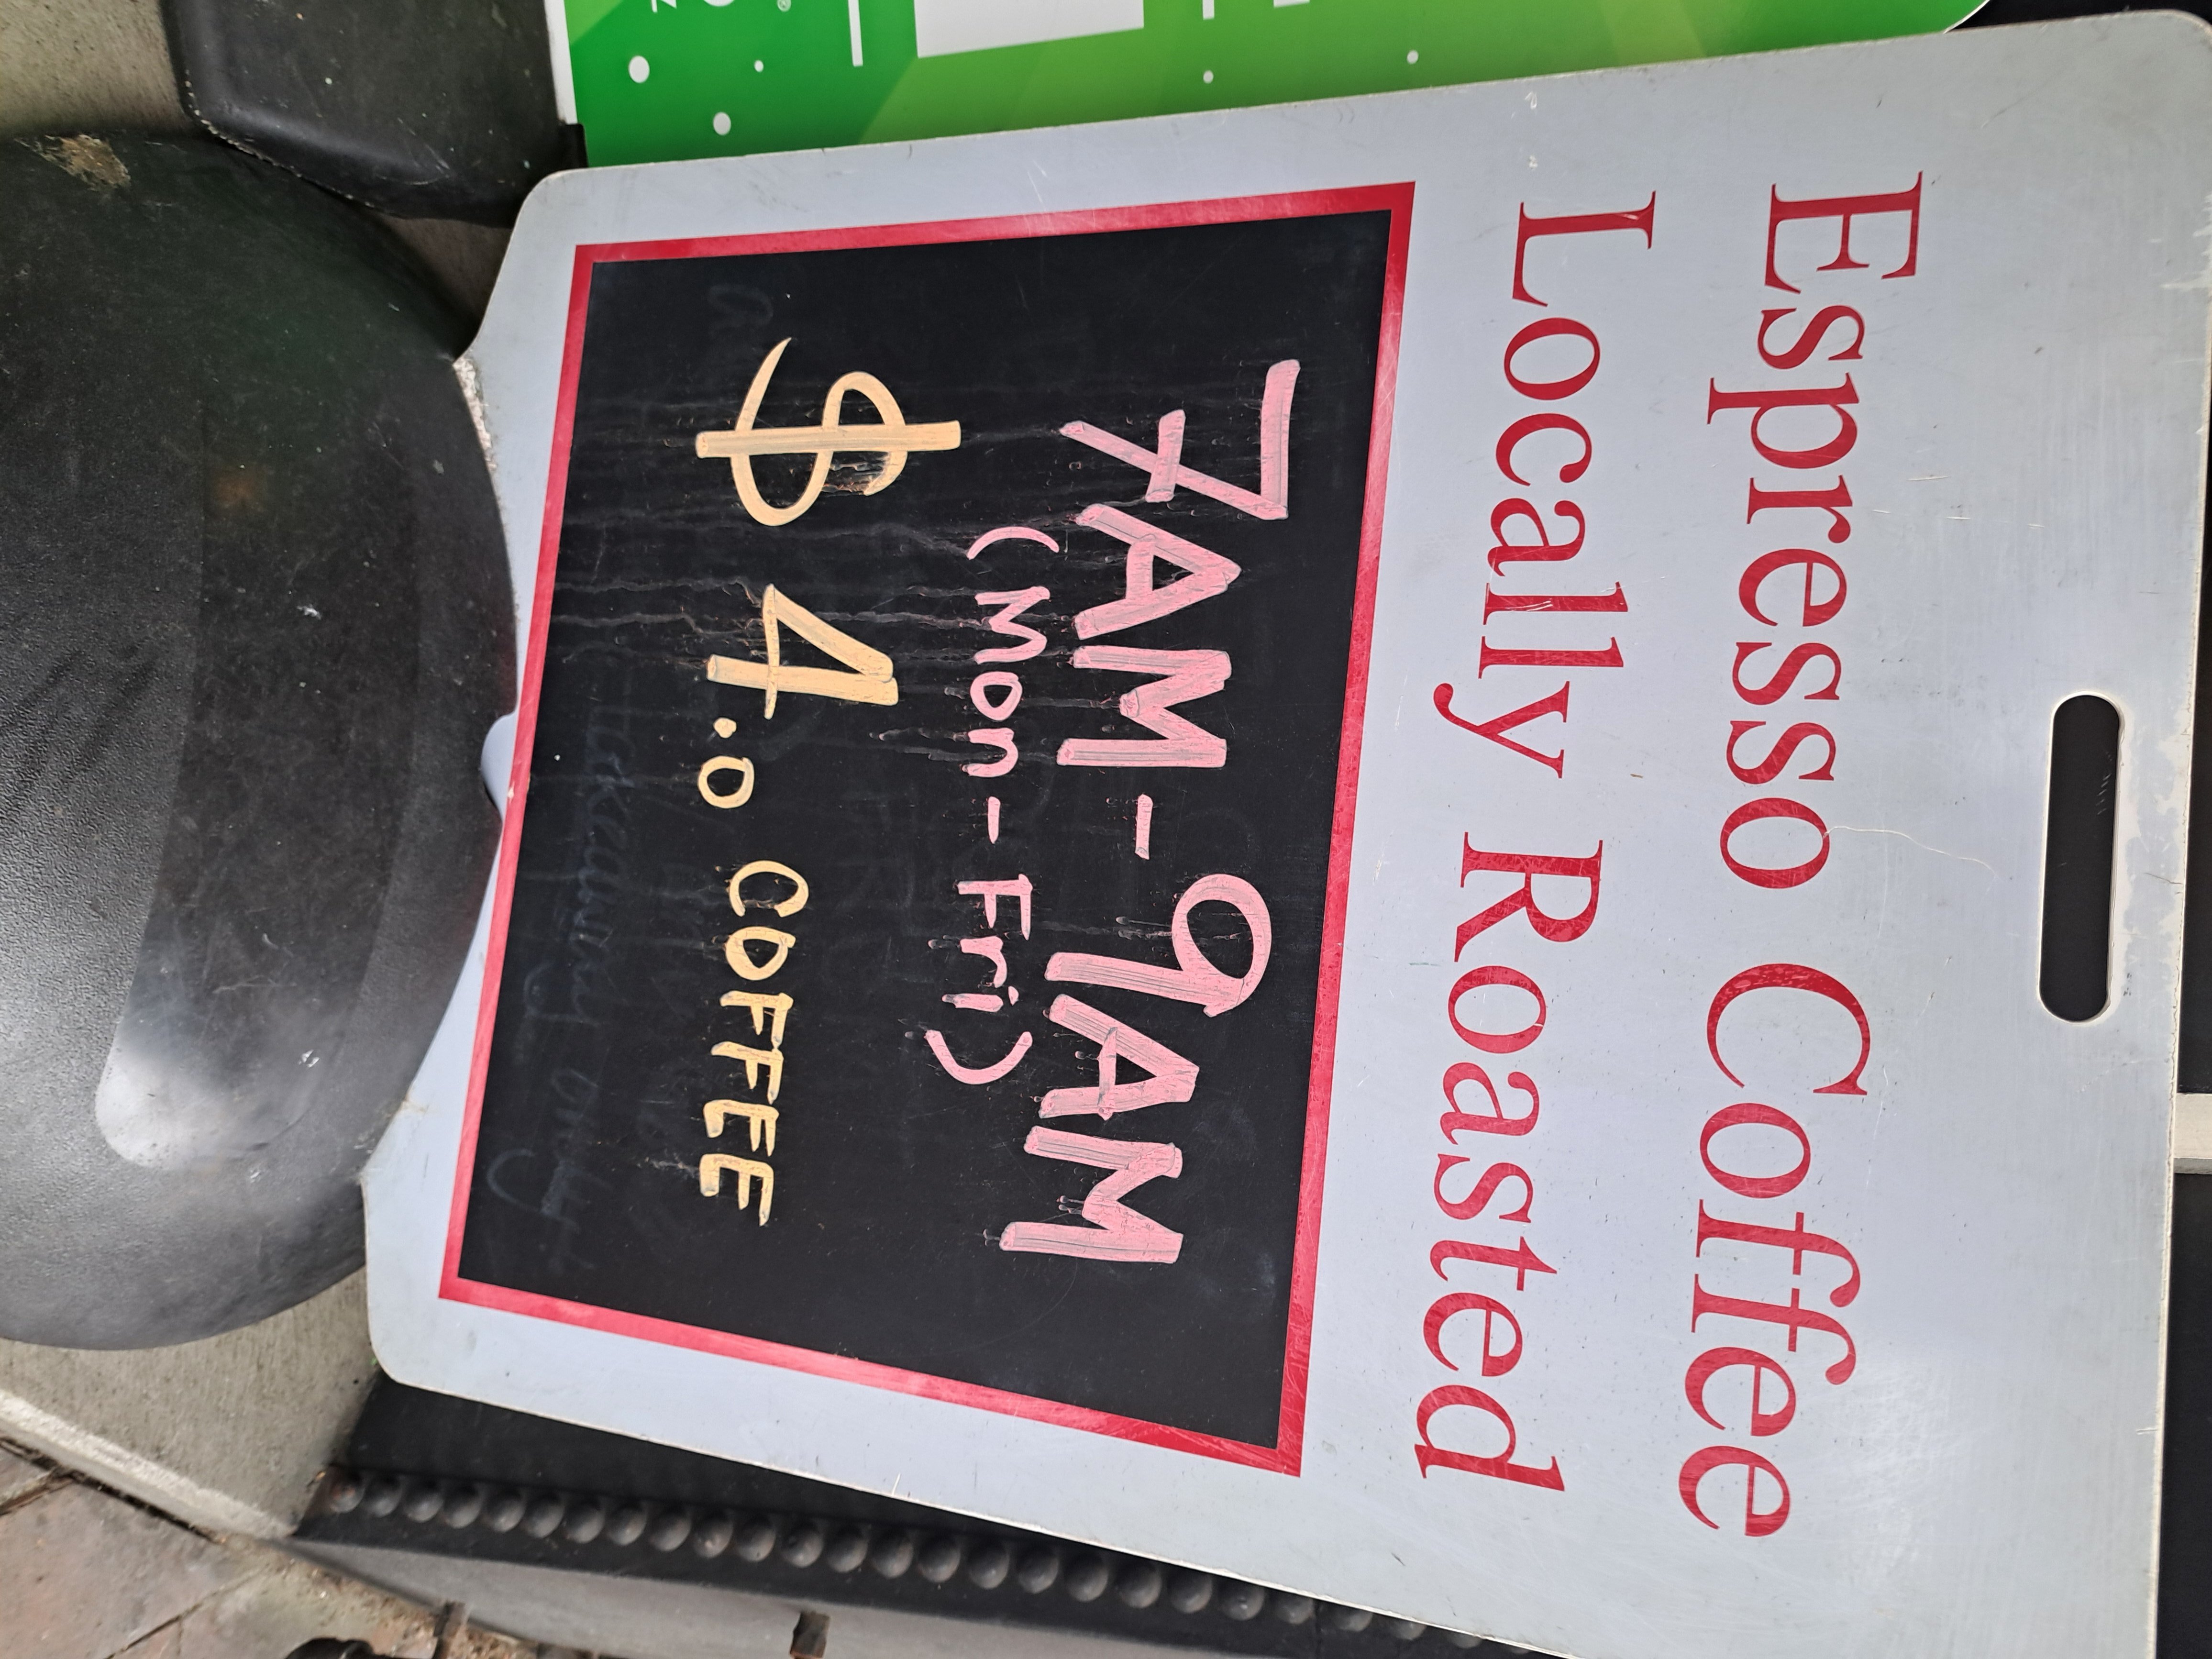 Espresso Coffee
Locally Roasted
7AM-9AM
(Mon-Fri)
$4.0 COFFEE